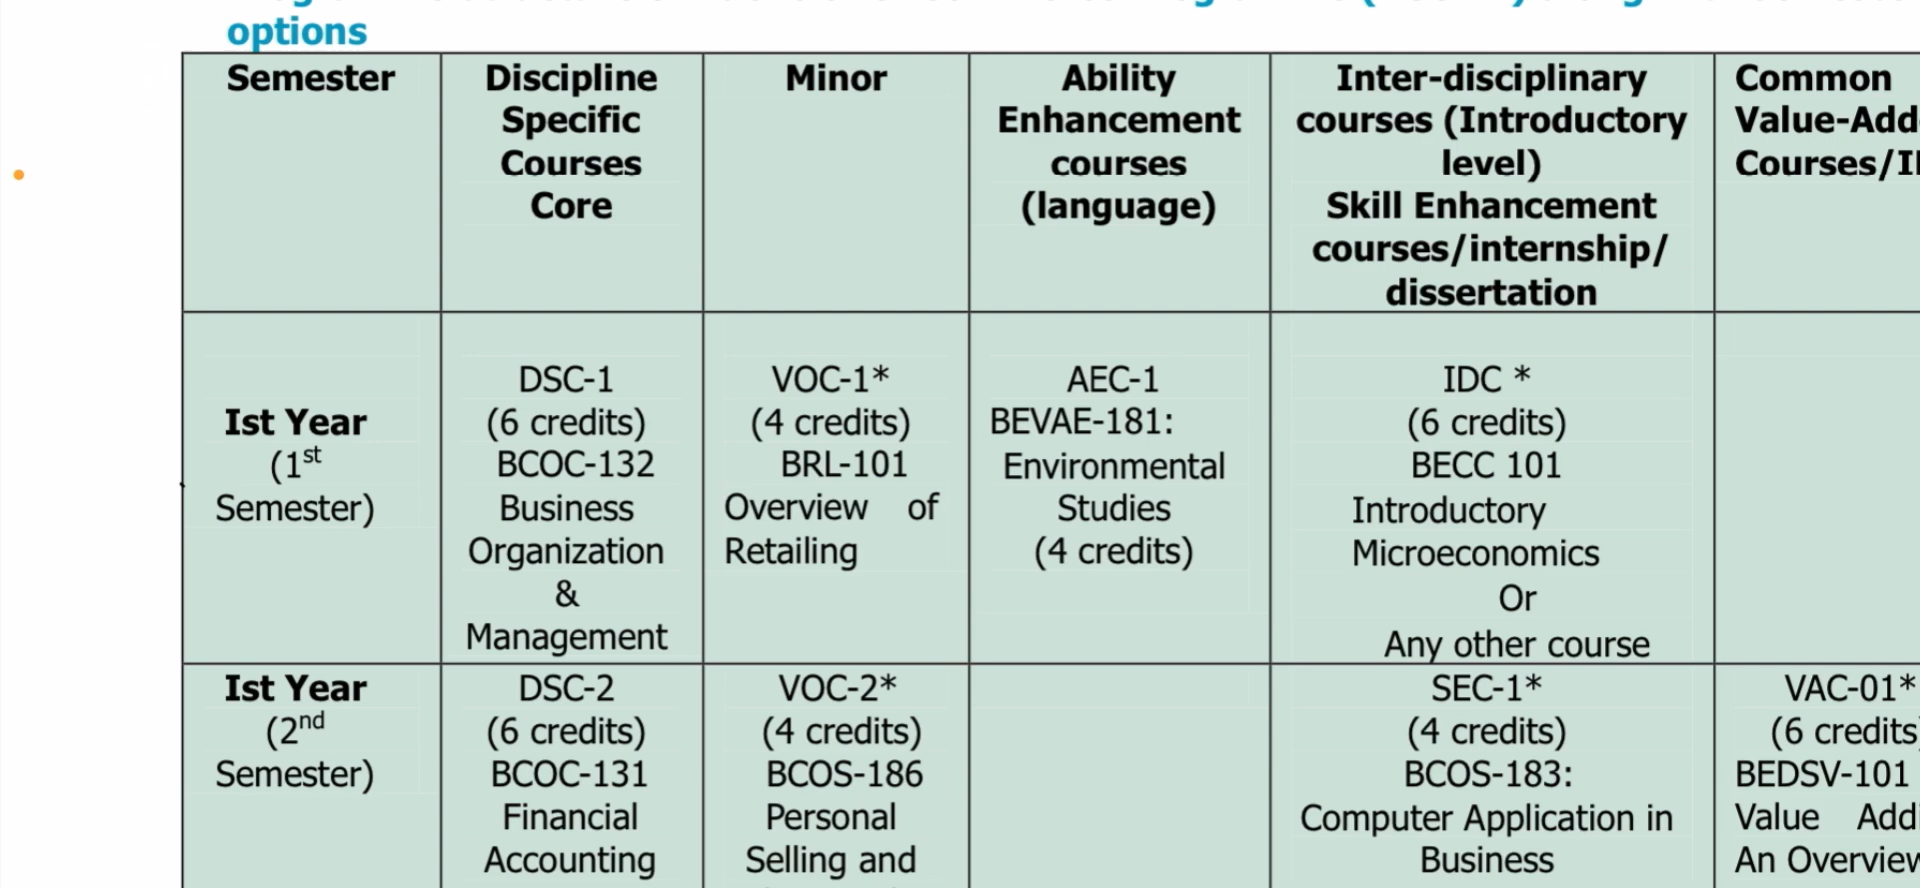 options
Semester
Discipline
Specific
Courses
Core
Minor
Ability
Enhancement
courses
(language)
Inter-disciplinary
courses (Introductory
level)
Skill Enhancement
courses/internship/
dissertation
Common
Value-Add
Courses/I
Ist Year
(1st
Semester)
DSC-1
(6 credits)
BCOC-132
Business
Organization
&
Management
VOC-1*
(4 credits)
BRL-101
Overview of
Retailing
AEC-1
BEVAE-181:
Environmental
Studies
(4 credits)
IDC *
(6 credits)
BECC 101
Introductory
Microeconomics
Or
Any other course
Ist Year
(2nd
Semester)
DSC-2
(6 credits)
BCOC-131
Financial
Accounting
VOC-2*
(4 credits)
BCOS-186
Personal
Selling and
SEC-1*
(4 credits)
BCOS-183:
Computer Application in
Business
VAC-01*
(6 credits
BEDSV-101
Value Add
An Overview